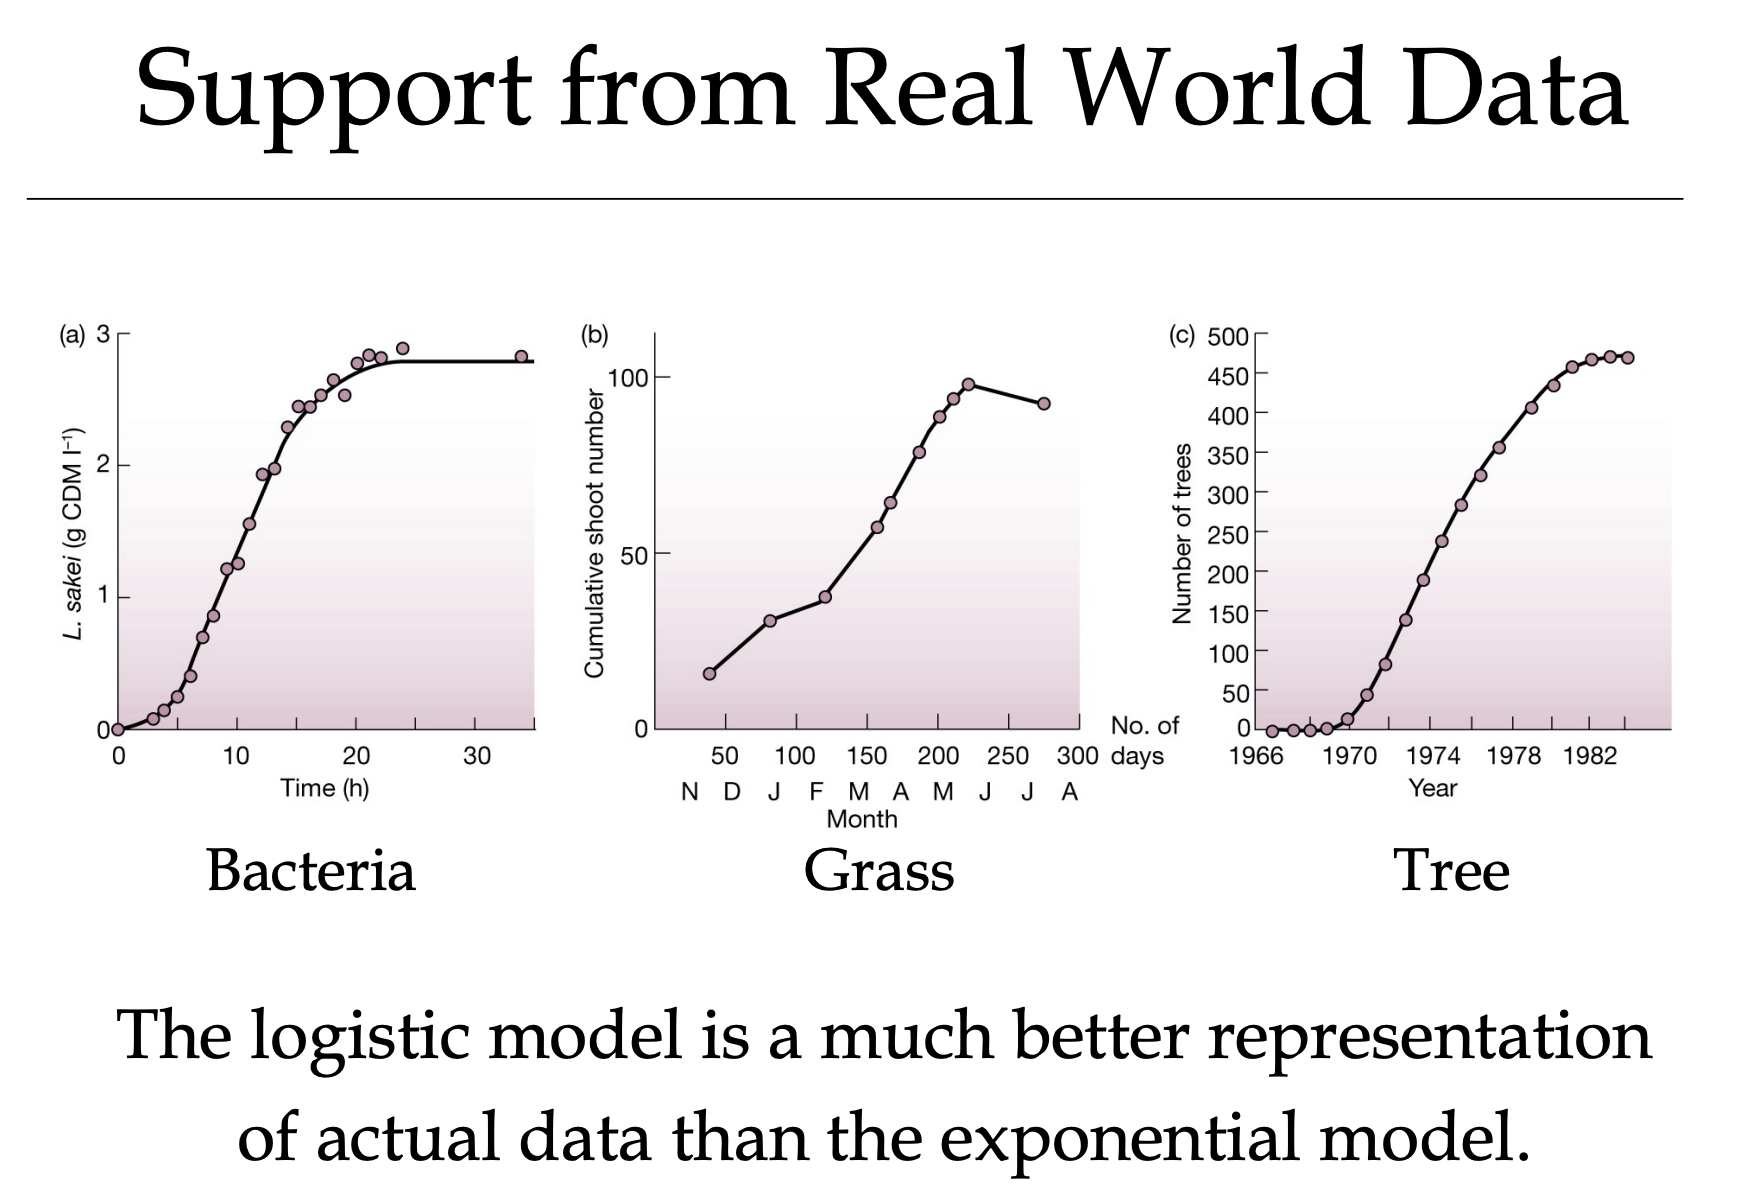 Support from Real World Data
(a)
3
2
1
0
L. sakei (g CDM l⁻¹)
0 10 20 30
Time (h)
Bacteria
(b)
100
50
0
Cumulative shoot number
50 100 150 200 250 300
No. of
days
N D J F M A M J J A
Month
Grass
(c)
500
450
400
350
300
250
200
150
100
50
0
Number of trees
1966 1970 1974 1978 1982
Year
Tree
The logistic model is a much better representation
of actual data than the exponential model.